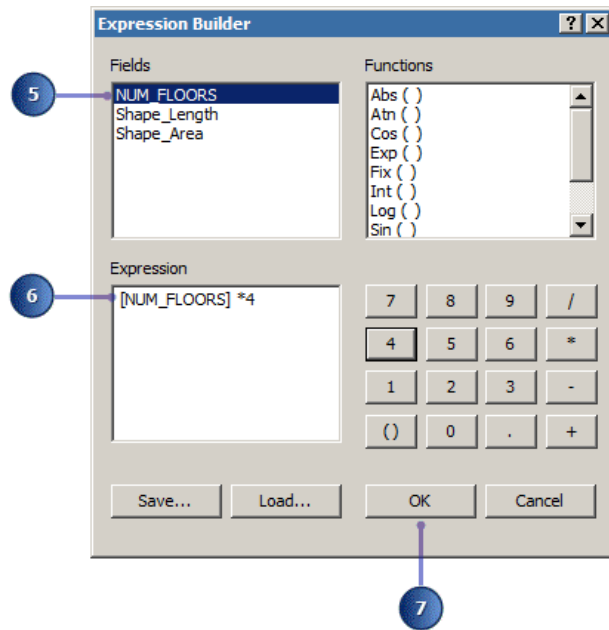 Expression Builder ? X
Fields
Functions
5
NUM_FLOORS
Shape_Length
Shape_Area
Abs ( )
Atn ( )
Cos ( )
Exp ( )
Fix ( )
Int ( )
Log ( )
Sin ( )
Expression
6
[NUM_FLOORS] *4
7 8 9 /
4 5 6 *
1 2 3 -
() 0 . +
Save... Load... OK Cancel
7